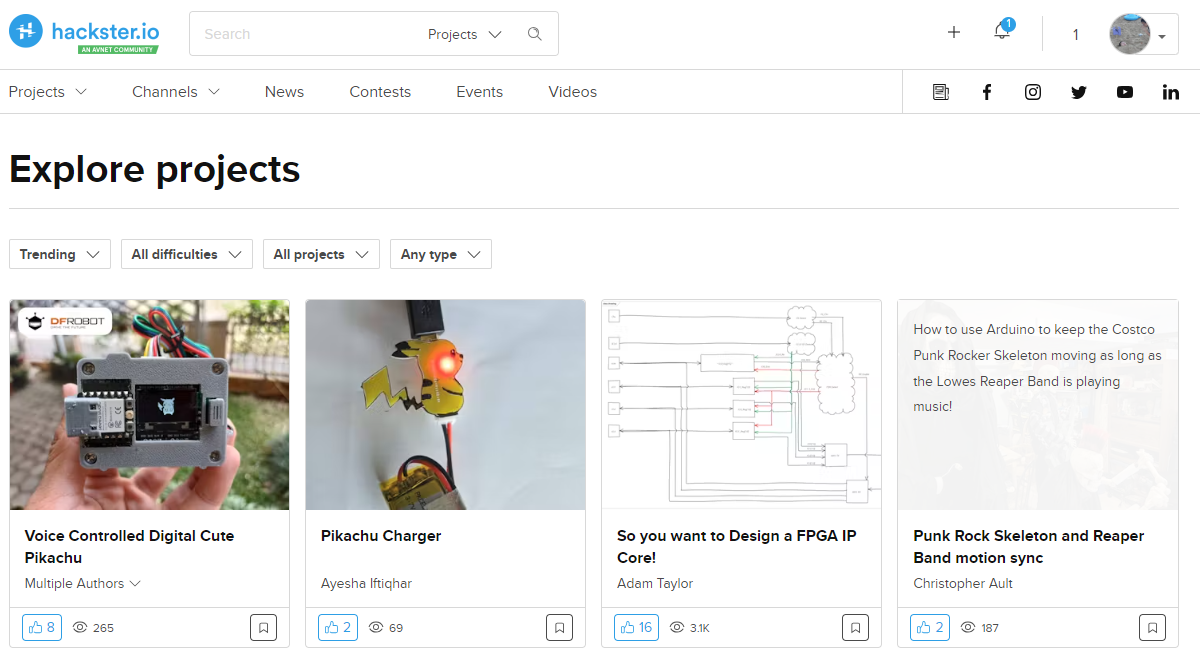 hackster.io
AN AVNET COMMUNITY
Search
Projects
1
1
Projects
Channels
News
Contests
Events
Videos
Explore projects
Trending
All difficulties
All projects
Any type
DFROBOT
DRIVE THE FUTURE
How to use Arduino to keep the Costco
Punk Rocker Skeleton moving as long as
the Lowes Reaper Band is playing
music!
Voice Controlled Digital Cute
Pikachu
Multiple Authors
8
265
Pikachu Charger
Ayesha Iftiqhar
2
69
So you want to Design a FPGA IP
Core!
Adam Taylor
16
3.1K
Punk Rock Skeleton and Reaper
Band motion sync
Christopher Ault
2
187